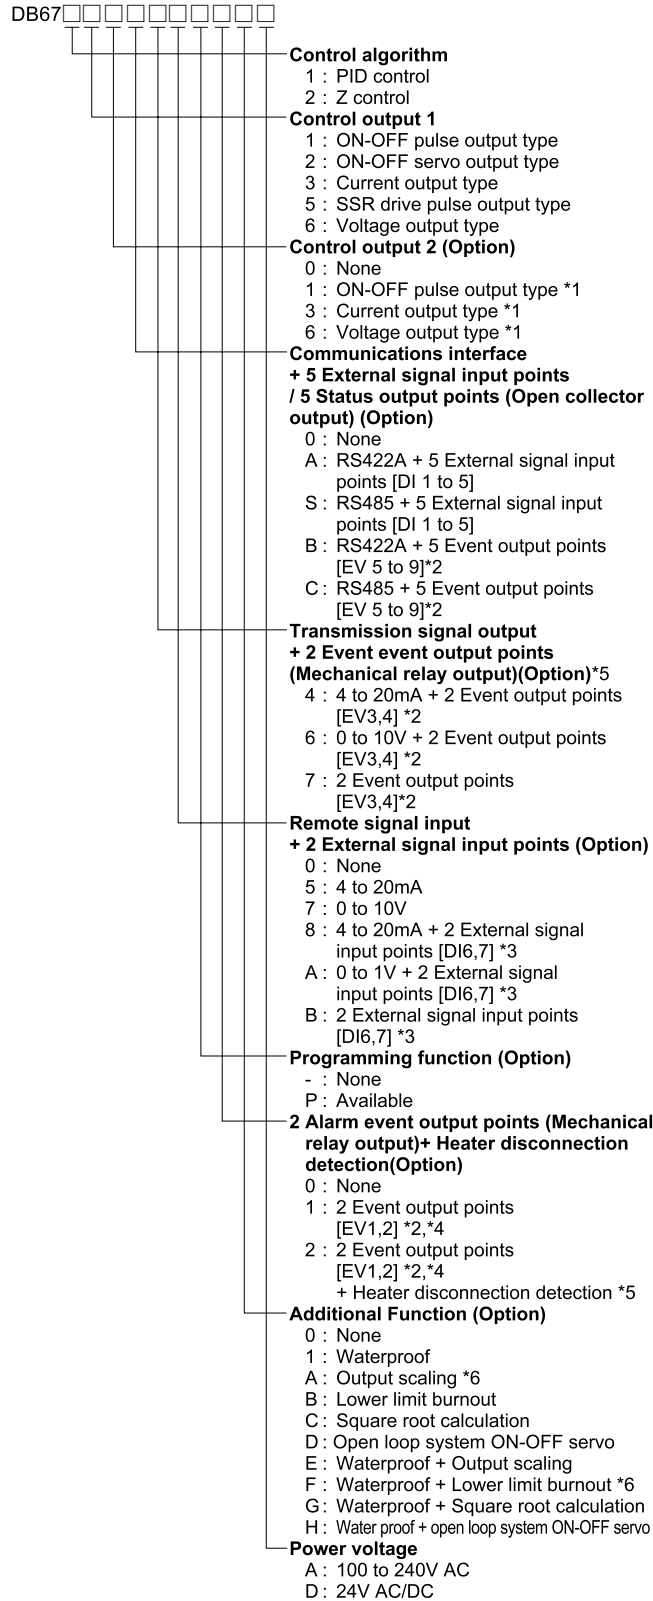 DB67□□□□□□□□□□
Control algorithm
1 : PID control
2 : Z control
Control output 1
1 : ON-OFF pulse output type
2 : ON-OFF servo output type
3 : Current output type
5 : SSR drive pulse output type
6 : Voltage output type
Control output 2 (Option)
0 : None
1 : ON-OFF pulse output type *1
3 : Current output type *1
6 : Voltage output type *1
Communications interface
+ 5 External signal input points
/ 5 Status output points (Open collector
output) (Option)
0 : None
A : RS422A + 5 External signal input
points [DI 1 to 5]
S : RS485 + 5 External signal input
points [DI 1 to 5]
B : RS422A + 5 Event output points
[EV 5 to 9]*2
C : RS485 + 5 Event output points
[EV 5 to 9]*2
Transmission signal output
+ 2 Event event output points
(Mechanical relay output)(Option)*5
4 : 4 to 20mA + 2 Event output points
[EV3,4] *2
6 : 0 to 10V + 2 Event output points
[EV3,4] *2
7 : 2 Event output points
[EV3,4]*2
Remote signal input
+ 2 External signal input points (Option)
0 : None
5 : 4 to 20mA
7 : 0 to 10V
8 : 4 to 20mA + 2 External signal
input points [DI6,7] *3
A : 0 to 1V + 2 External signal
input points [DI6,7] *3
B : 2 External signal input points
[DI6,7] *3
Programming function (Option)
- : None
P : Available
2 Alarm event output points (Mechanical
relay output)+ Heater disconnection
detection(Option)
0 : None
1 : 2 Event output points
[EV1,2] *2,*4
2 : 2 Event output points
[EV1,2] *2,*4
+ Heater disconnection detection *5
Additional Function (Option)
0 : None
1 : Waterproof
A : Output scaling *6
B : Lower limit burnout
C : Square root calculation
D : Open loop system ON-OFF servo
E : Waterproof + Output scaling
F : Waterproof + Lower limit burnout *6
G : Waterproof + Square root calculation
H : Water proof + open loop system ON-OFF servo
Power voltage
A : 100 to 240V AC
D : 24V AC/DC